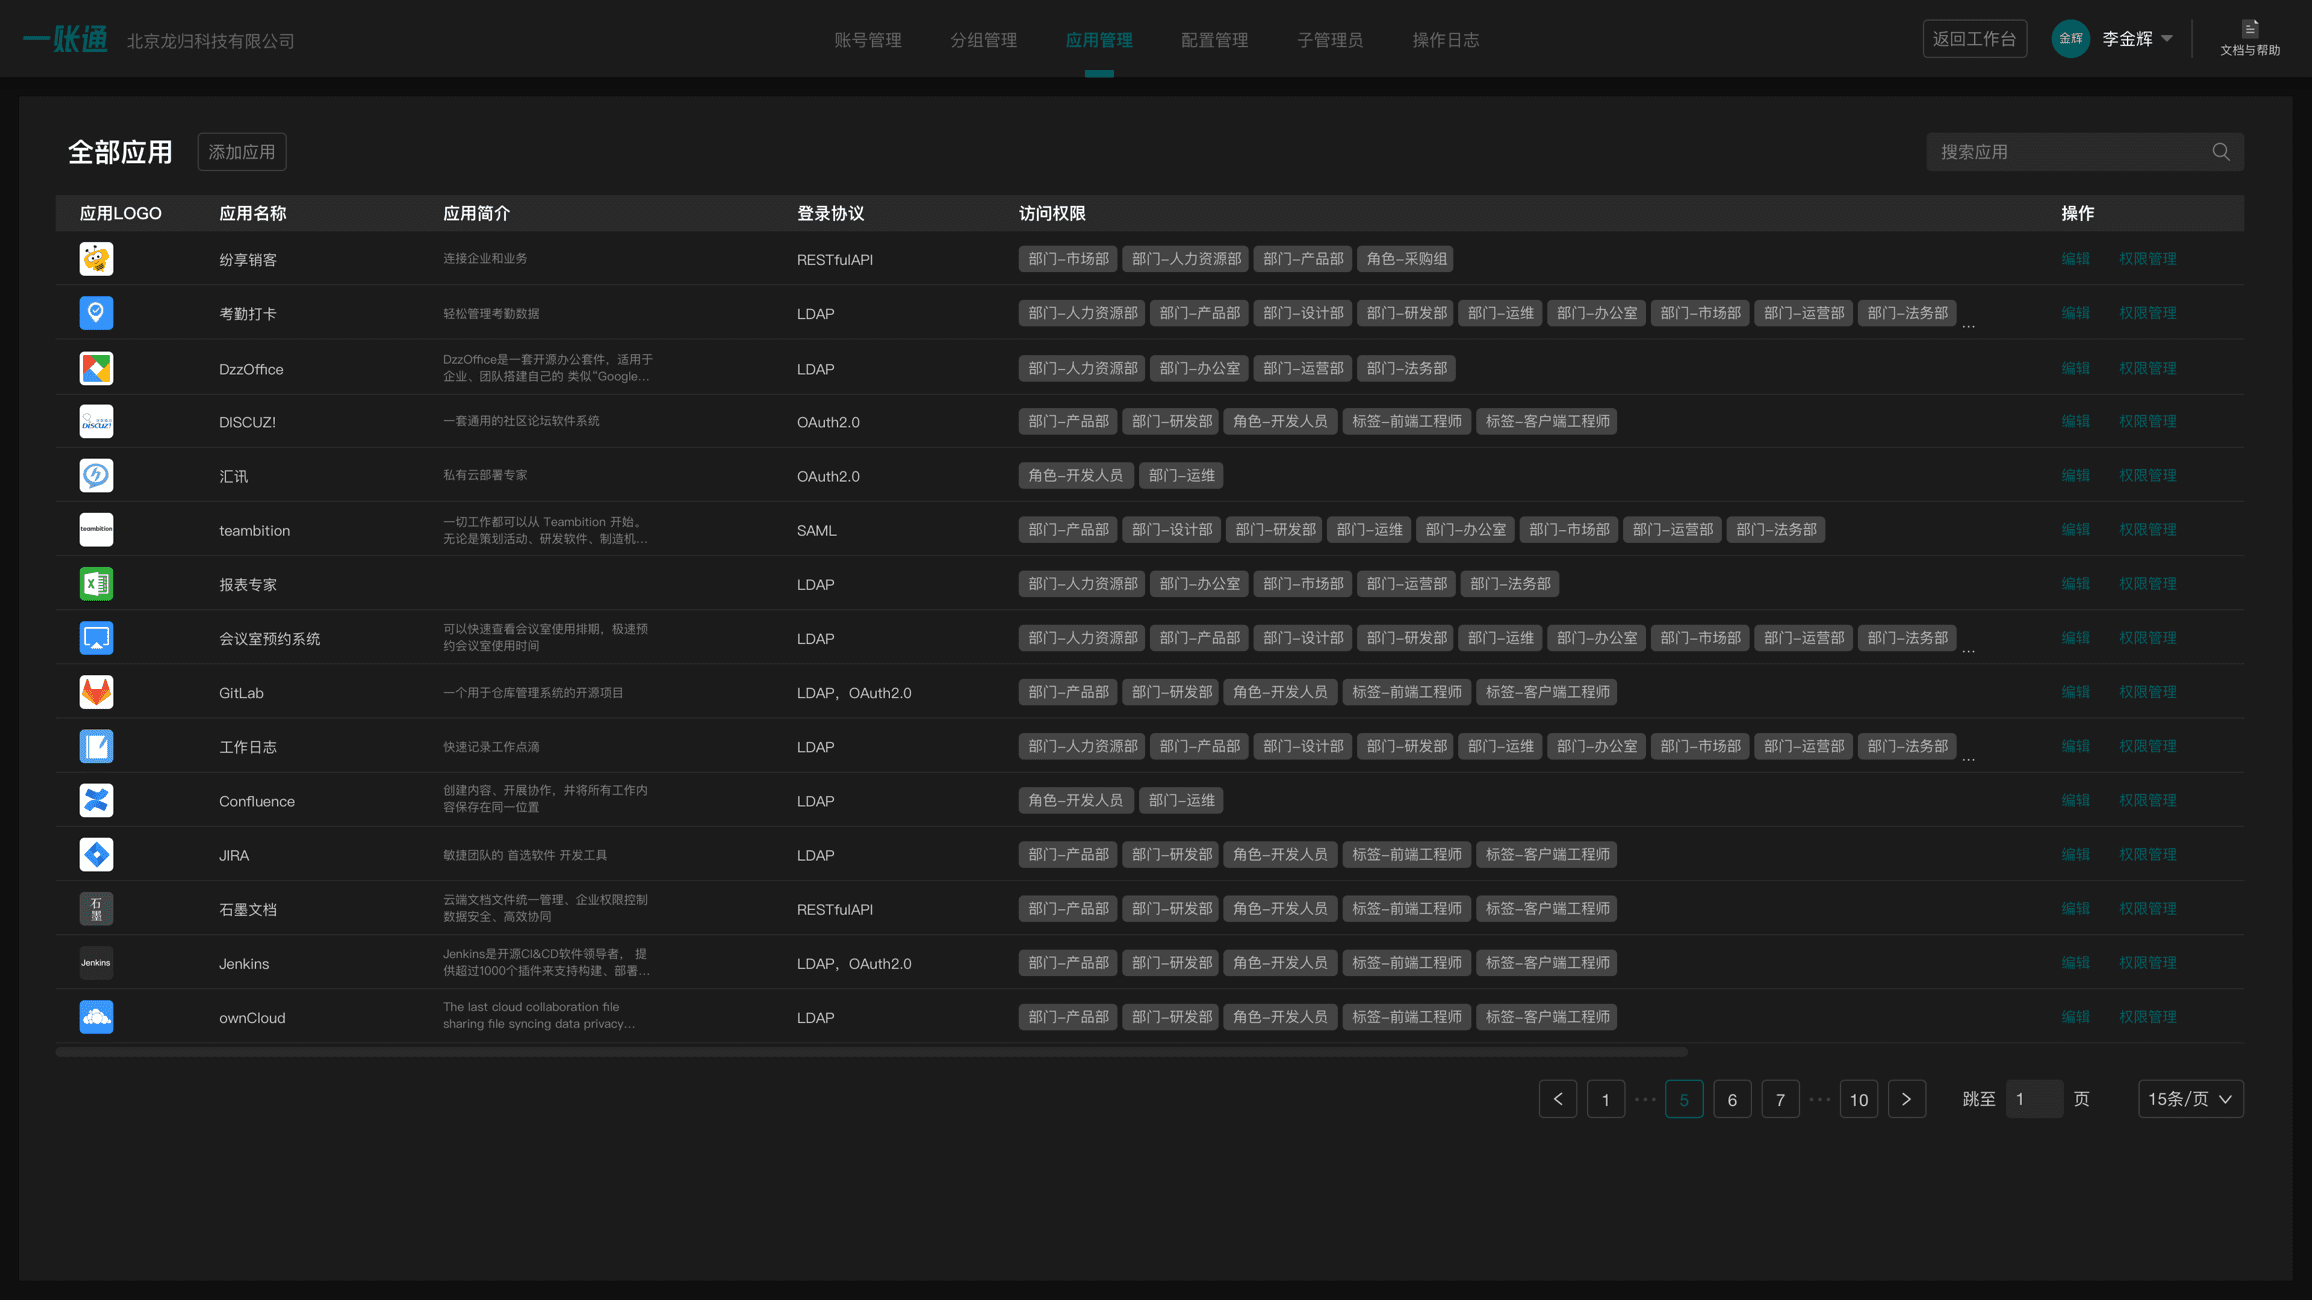 一账通 北京龙归科技有限公司 账号管理 分组管理 应用管理 配置管理 子管理员 操作日志 返回工作台 金辉 李金辉 文档与帮助
全部应用 添加应用 搜索应用
应用LOGO 应用名称 应用简介 登录协议 访问权限 操作
纷享销客 连接企业和业务 RESTfulAPI 部门-市场部 部门-人力资源部 部门-产品部 角色-采购组 编辑 权限管理
考勤打卡 轻松管理考勤数据 LDAP 部门-人力资源部 部门-产品部 部门-设计部 部门-研发部 部门-运维 部门-办公室 部门-市场部 部门-运营部 部门-法务部 ... 编辑 权限管理
DzzOffice DzzOffice是一套开源办公套件，适用于
企业、团队搭建自己的 类似“Google... LDAP 部门-人力资源部 部门-办公室 部门-运营部 部门-法务部 编辑 权限管理
DISCUZ! DISCUZ! 一套通用的社区论坛软件系统 OAuth2.0 部门-产品部 部门-研发部 角色-开发人员 标签-前端工程师 标签-客户端工程师 编辑 权限管理
汇讯 私有云部署专家 OAuth2.0 角色-开发人员 部门-运维 编辑 权限管理
teambition teambition 一切工作都可以从 Teambition 开始。
无论是策划活动、研发软件、制造机... SAML 部门-产品部 部门-设计部 部门-研发部 部门-运维 部门-办公室 部门-市场部 部门-运营部 部门-法务部 编辑 权限管理
报表专家 LDAP 部门-人力资源部 部门-办公室 部门-市场部 部门-运营部 部门-法务部 编辑 权限管理
会议室预约系统 可以快速查看会议室使用排期，极速预
约会议室使用时间 LDAP 部门-人力资源部 部门-产品部 部门-设计部 部门-研发部 部门-运维 部门-办公室 部门-市场部 部门-运营部 部门-法务部 ... 编辑 权限管理
GitLab 一个用于仓库管理系统的开源项目 LDAP，OAuth2.0 部门-产品部 部门-研发部 角色-开发人员 标签-前端工程师 标签-客户端工程师 编辑 权限管理
工作日志 快速记录工作点滴 LDAP 部门-人力资源部 部门-产品部 部门-设计部 部门-研发部 部门-运维 部门-办公室 部门-市场部 部门-运营部 部门-法务部 ... 编辑 权限管理
Confluence 创建内容、开展协作，并将所有工作内
容保存在同一位置 LDAP 角色-开发人员 部门-运维 编辑 权限管理
JIRA 敏捷团队的 首选软件 开发工具 LDAP 部门-产品部 部门-研发部 角色-开发人员 标签-前端工程师 标签-客户端工程师 编辑 权限管理
石墨 石墨文档 云端文档文件统一管理、企业权限控制
数据安全、高效协同 RESTfulAPI 部门-产品部 部门-研发部 角色-开发人员 标签-前端工程师 标签-客户端工程师 编辑 权限管理
Jenkins Jenkins Jenkins是开源CI&CD软件领导者， 提
供超过1000个插件来支持构建、部署... LDAP，OAuth2.0 部门-产品部 部门-研发部 角色-开发人员 标签-前端工程师 标签-客户端工程师 编辑 权限管理
ownCloud The last cloud collaboration file
sharing file syncing data privacy... LDAP 部门-产品部 部门-研发部 角色-开发人员 标签-前端工程师 标签-客户端工程师 编辑 权限管理
1 ••• 5 6 7 ••• 10 跳至 1 页 15条/页